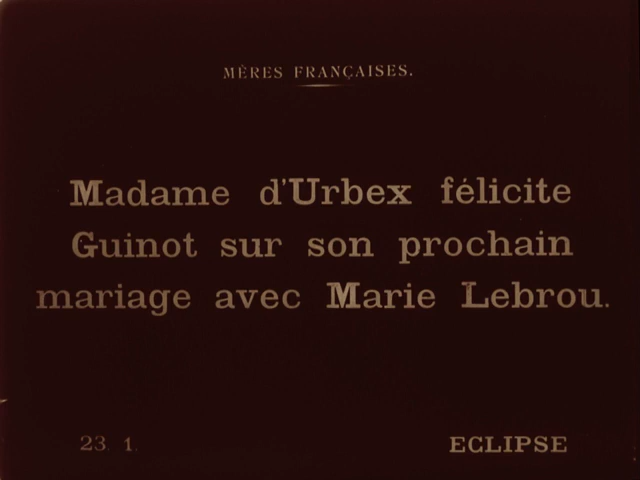 MÈRES FRANÇAISES.
Madame d'Urbex félicite
Guinot sur son prochain
mariage avec Marie Lebrou.
23. 1.
ECLIPSE